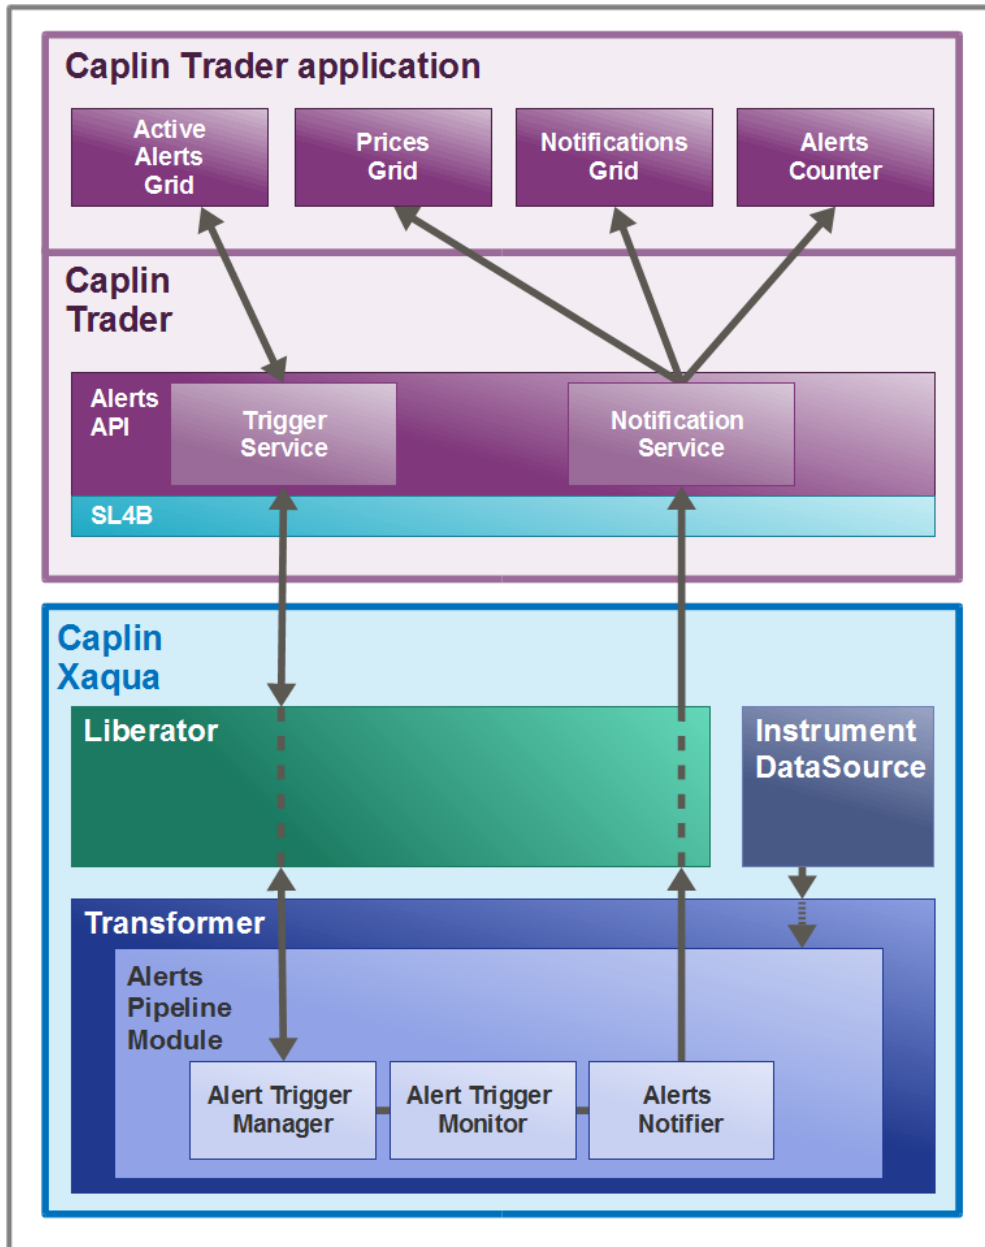 Caplin Trader application
Active
Alerts
Grid
Prices
Grid
Notifications
Grid
Alerts
Counter
Caplin
Trader
Alerts
API
Trigger
Service
Notification
Service
SL4B
Caplin
Xaqua
Liberator
Instrument
DataSource
Transformer
Alerts
Pipeline
Module
Alert Trigger
Manager
Alert Trigger
Monitor
Alerts
Notifier